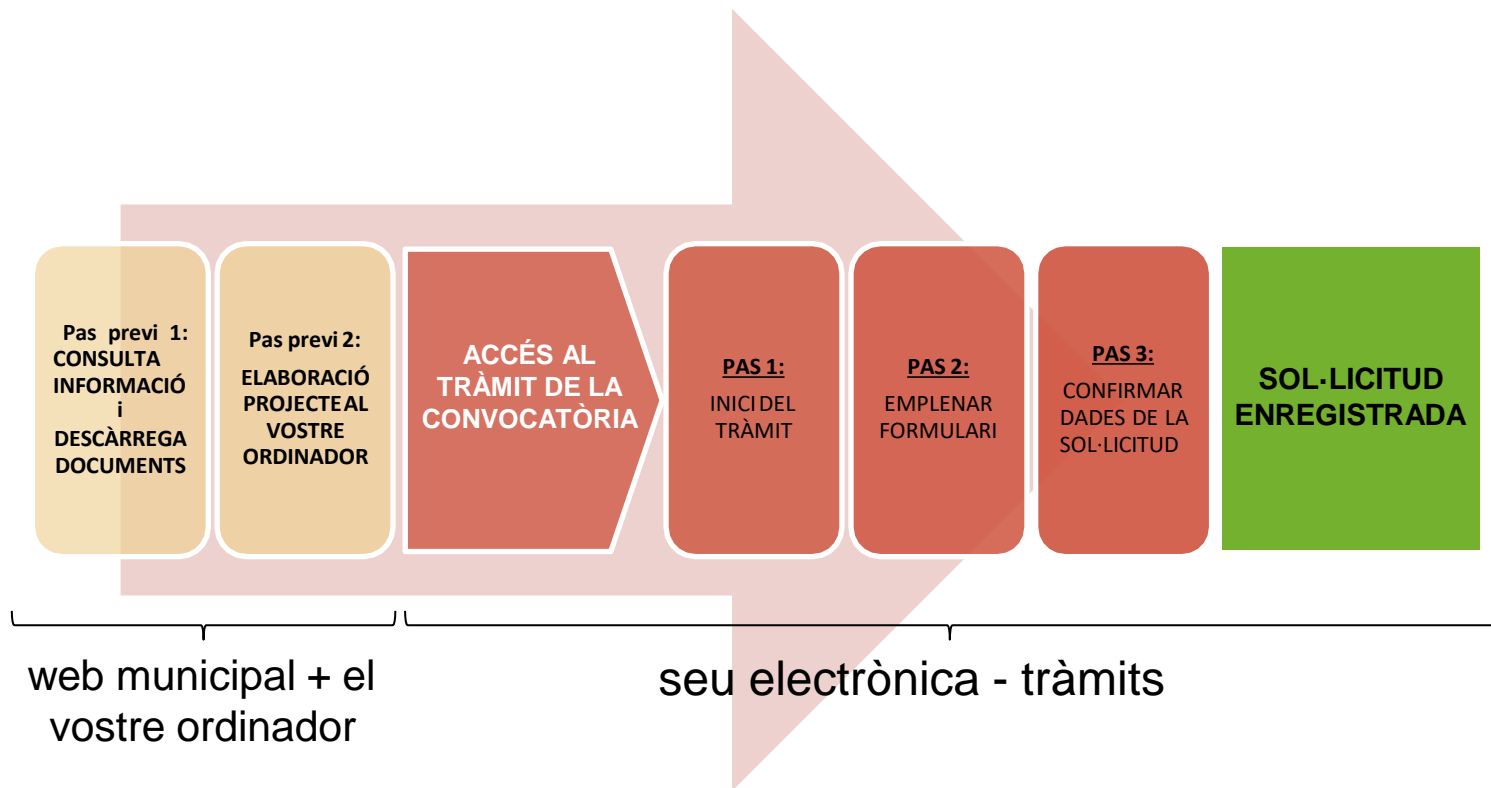 Pas previ 1:
CONSULTA
INFORMACIÓ
i
DESCÀRREGA
DOCUMENTS
Pas previ 2:
ELABORACIÓ
PROJECTE AL
VOSTRE
ORDINADOR
ACCÉS AL
TRÀMIT DE LA
CONVOCATÒRIA
PAS 1:
INICI DEL
TRÀMIT
PAS 2:
EMPLENAR
FORMULARI
PAS 3:
CONFIRMAR
DADES DE LA
SOL·LICITUD
SOL·LICITUD
ENREGISTRADA
web municipal + el
vostre ordinador
seu electrònica - tràmits